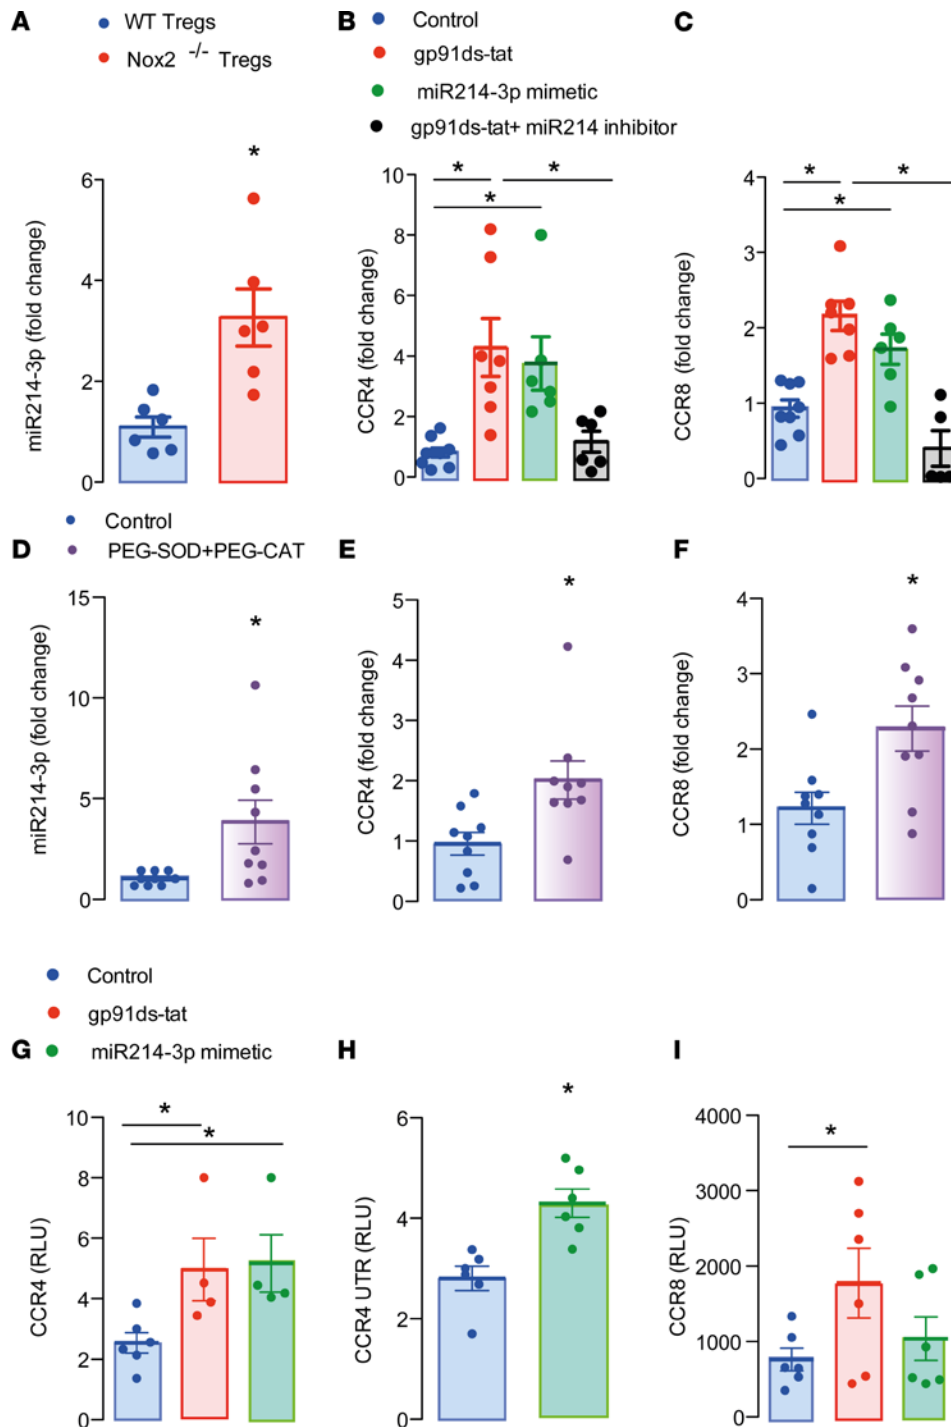 A
WT Tregs
Nox2 -/- Tregs
*
miR214-3p (fold change)
6
4
2
0
B
Control
gp91ds-tat
miR214-3p mimetic
gp91ds-tat+ miR214 inhibitor
* *
*
CCR4 (fold change)
10
8
6
4
2
0
C
* *
*
CCR8 (fold change)
4
3
2
1
0
Control
PEG-SOD+PEG-CAT
D
*
miR214-3p (fold change)
15
10
5
0
E
*
CCR4 (fold change)
5
4
3
2
1
0
F
*
CCR8 (fold change)
4
3
2
1
0
Control
gp91ds-tat
miR214-3p mimetic
G
*
*
CCR4 (RLU)
10
8
6
4
2
0
H
*
CCR4 UTR (RLU)
6
4
2
0
I
*
CCR8 (RLU)
4000
3000
2000
1000
0